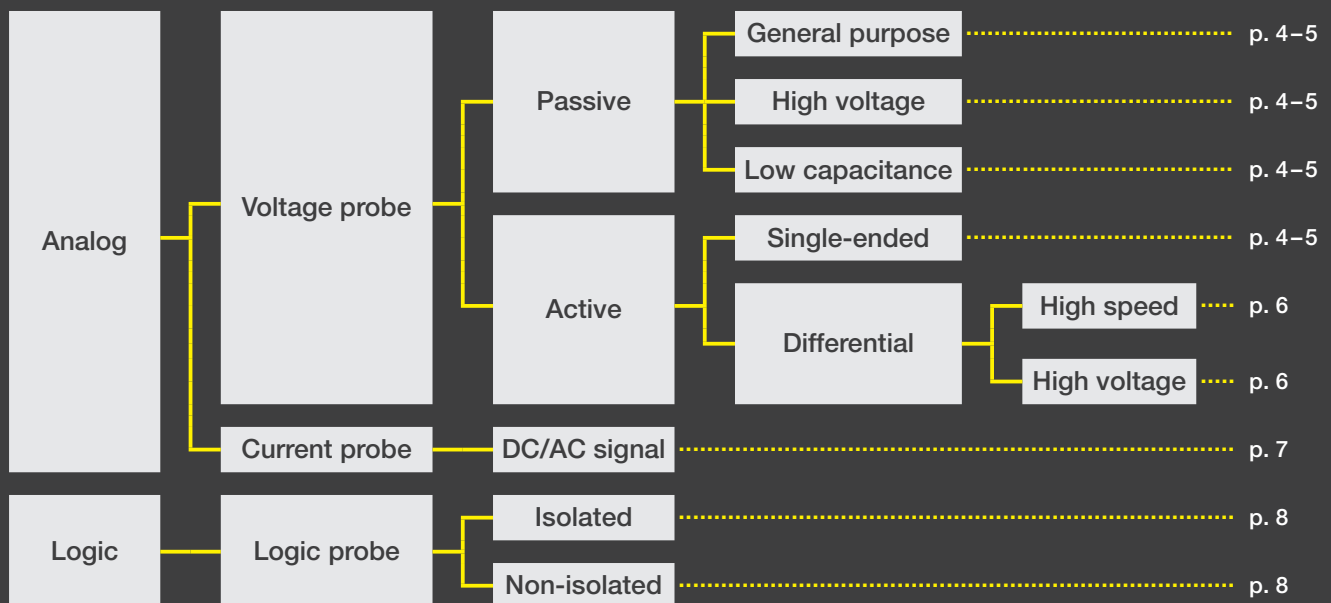 General purpose p. 4–5
Passive High voltage p. 4–5
Low capacitance p. 4–5
Voltage probe
Analog Single-ended p. 4–5
Active High speed p. 6
Differential
High voltage p. 6
Current probe DC/AC signal p. 7
Isolated p. 8
Logic Logic probe
Non-isolated p. 8